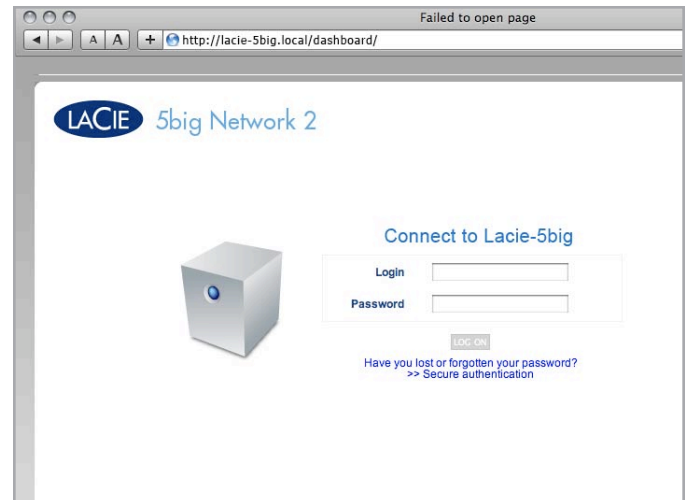 Failed to open page
A A + http://lacie-5big.local/dashboard/
LACIE 5big Network 2
Connect to Lacie-5big
Login
Password
LOG ON
Have you lost or forgotten your password?
>> Secure authentication